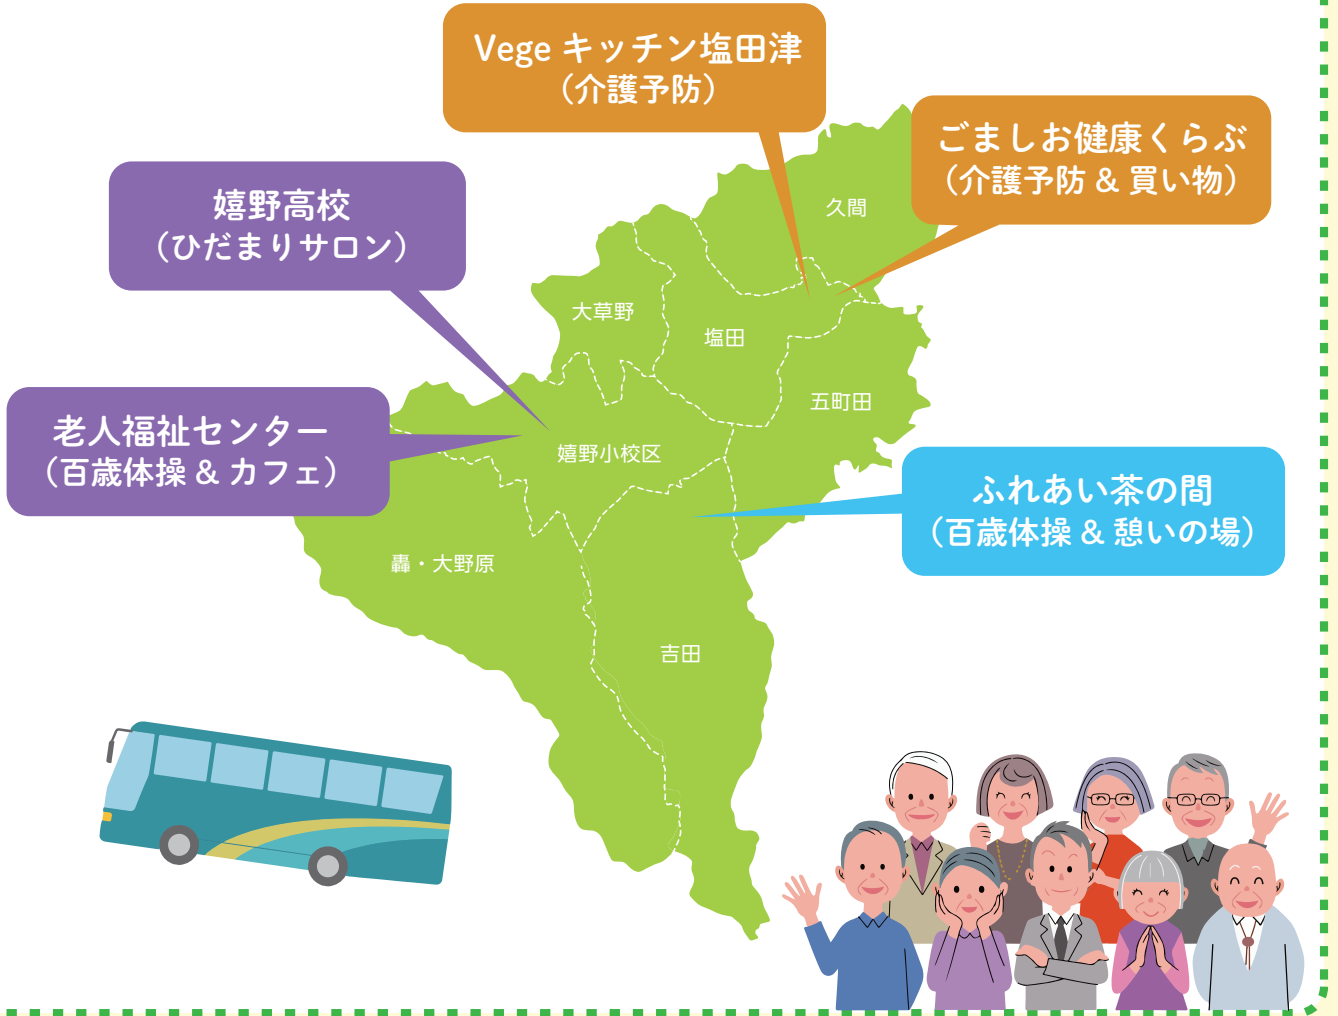 Vege キッチン塩田津
（介護予防）
ごましお健康くらぶ
（介護予防 & 買い物）
嬉野高校
（ひだまりサロン）
久間
大草野
塩田
五町田
老人福祉センター
（百歳体操 & カフェ）
嬉野小校区
ふれあい茶の間
（百歳体操 & 憩いの場）
轟・大野原
吉田